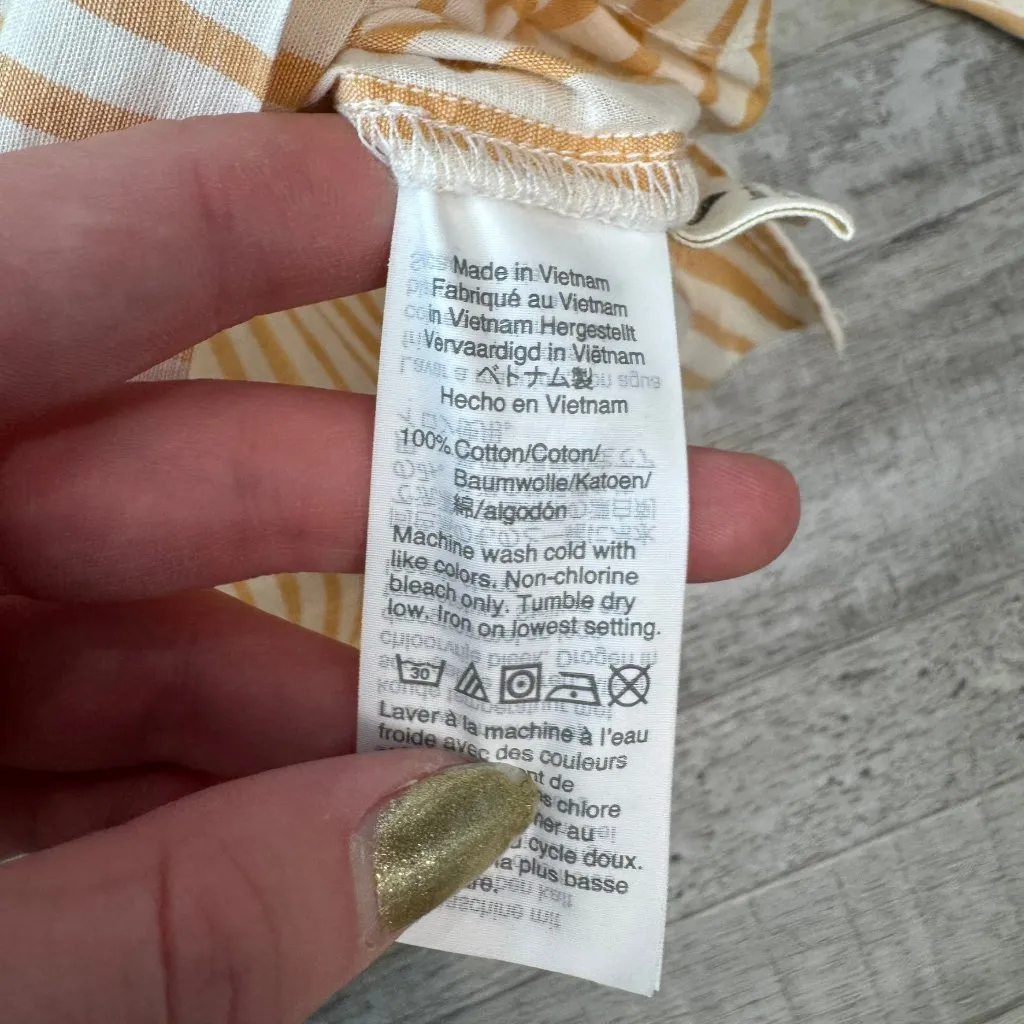 Made in Vietnam
Fabriqué au Vietnam
in Vietnam Hergestellt
Vervaardigd in Viëtnam
ベトナム製
Hecho en Vietnam
100% Cotton/Coton/
Baumwolle/Katoen/
綿/algodón
Machine wash cold with
like colors. Non-chlorine
bleach only. Tumble dry
low. Iron on lowest setting.
30
Laver à la machine à l'eau
froide avec des couleurs
de
chlore
au
cycle doux.
plus basse